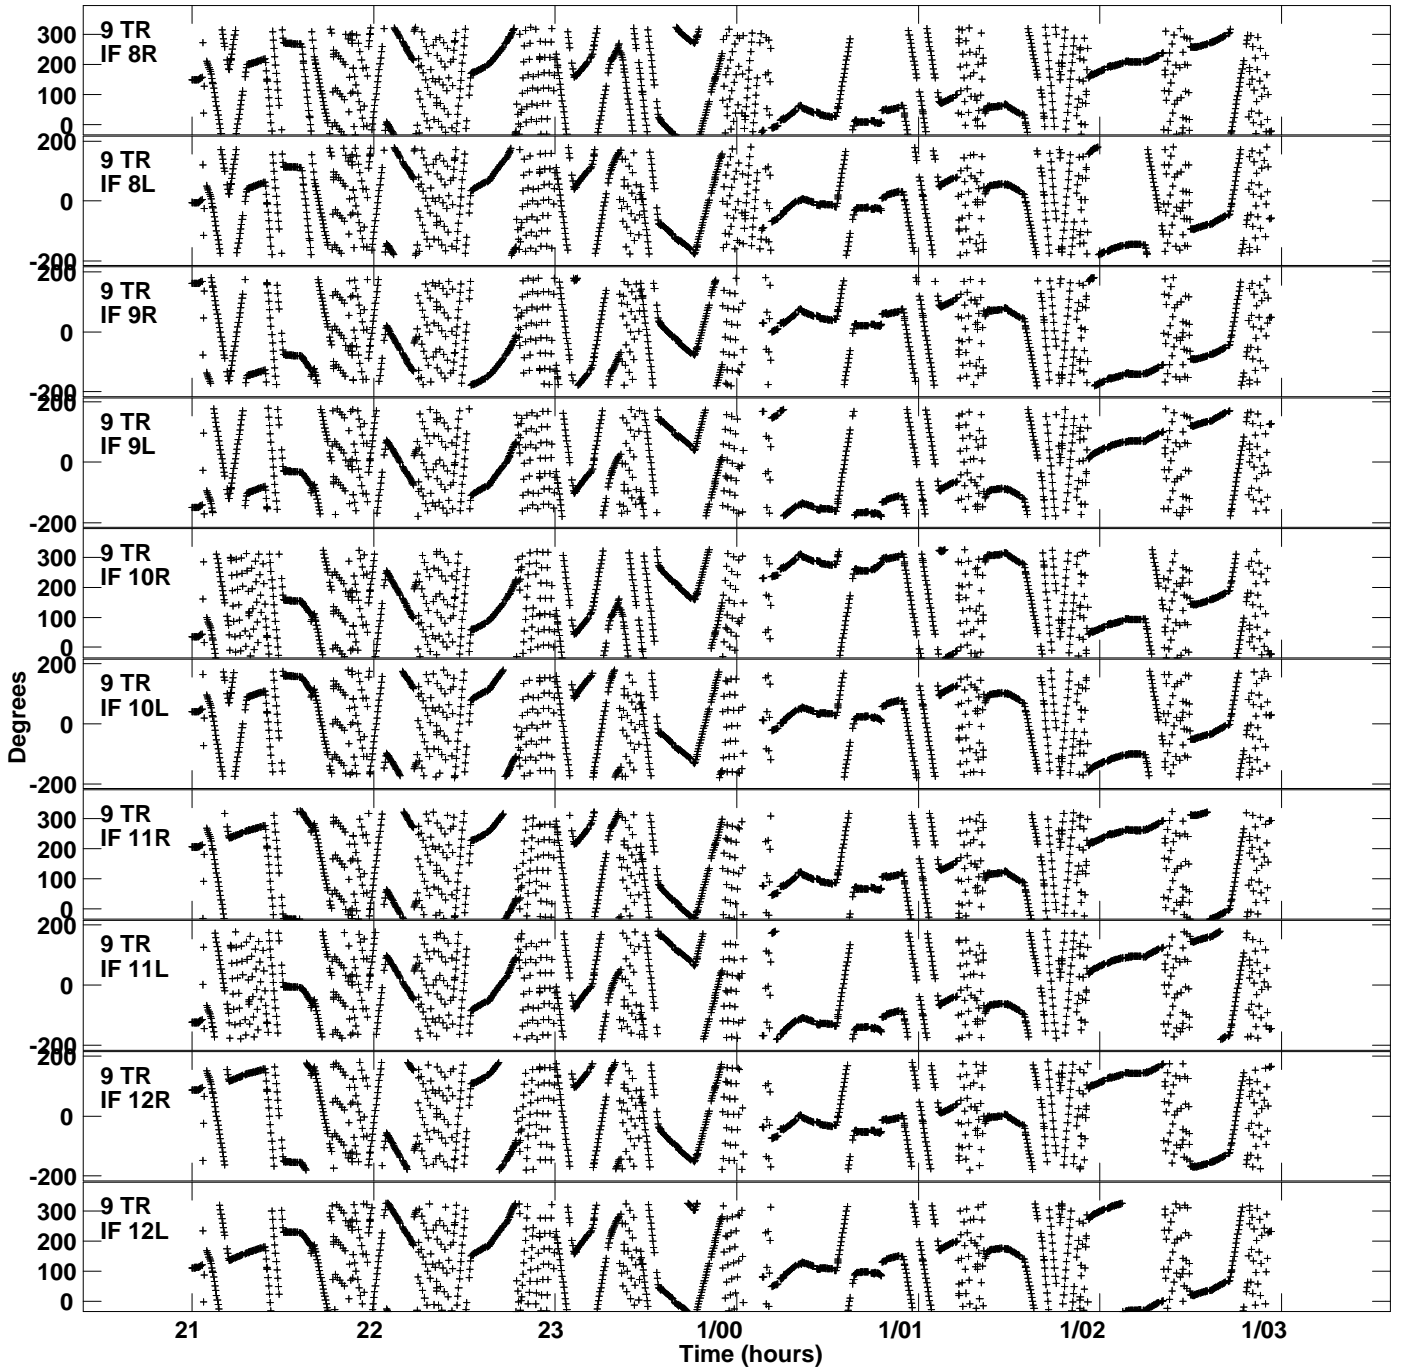 9 TR
IF 8R
300
200
100
0
9 TR
IF 8L
200
0
-200
9 TR
IF 9R
200
0
-200
9 TR
IF 9L
200
0
-200
9 TR
IF 10R
300
200
100
0
9 TR
IF 10L
200
0
-200
9 TR
IF 11R
300
200
100
0
9 TR
IF 11L
200
0
-200
9 TR
IF 12R
200
0
-200
9 TR
IF 12L
300
200
100
0
Degrees
21 22 23 1/00 1/01 1/02 1/03
Time (hours)